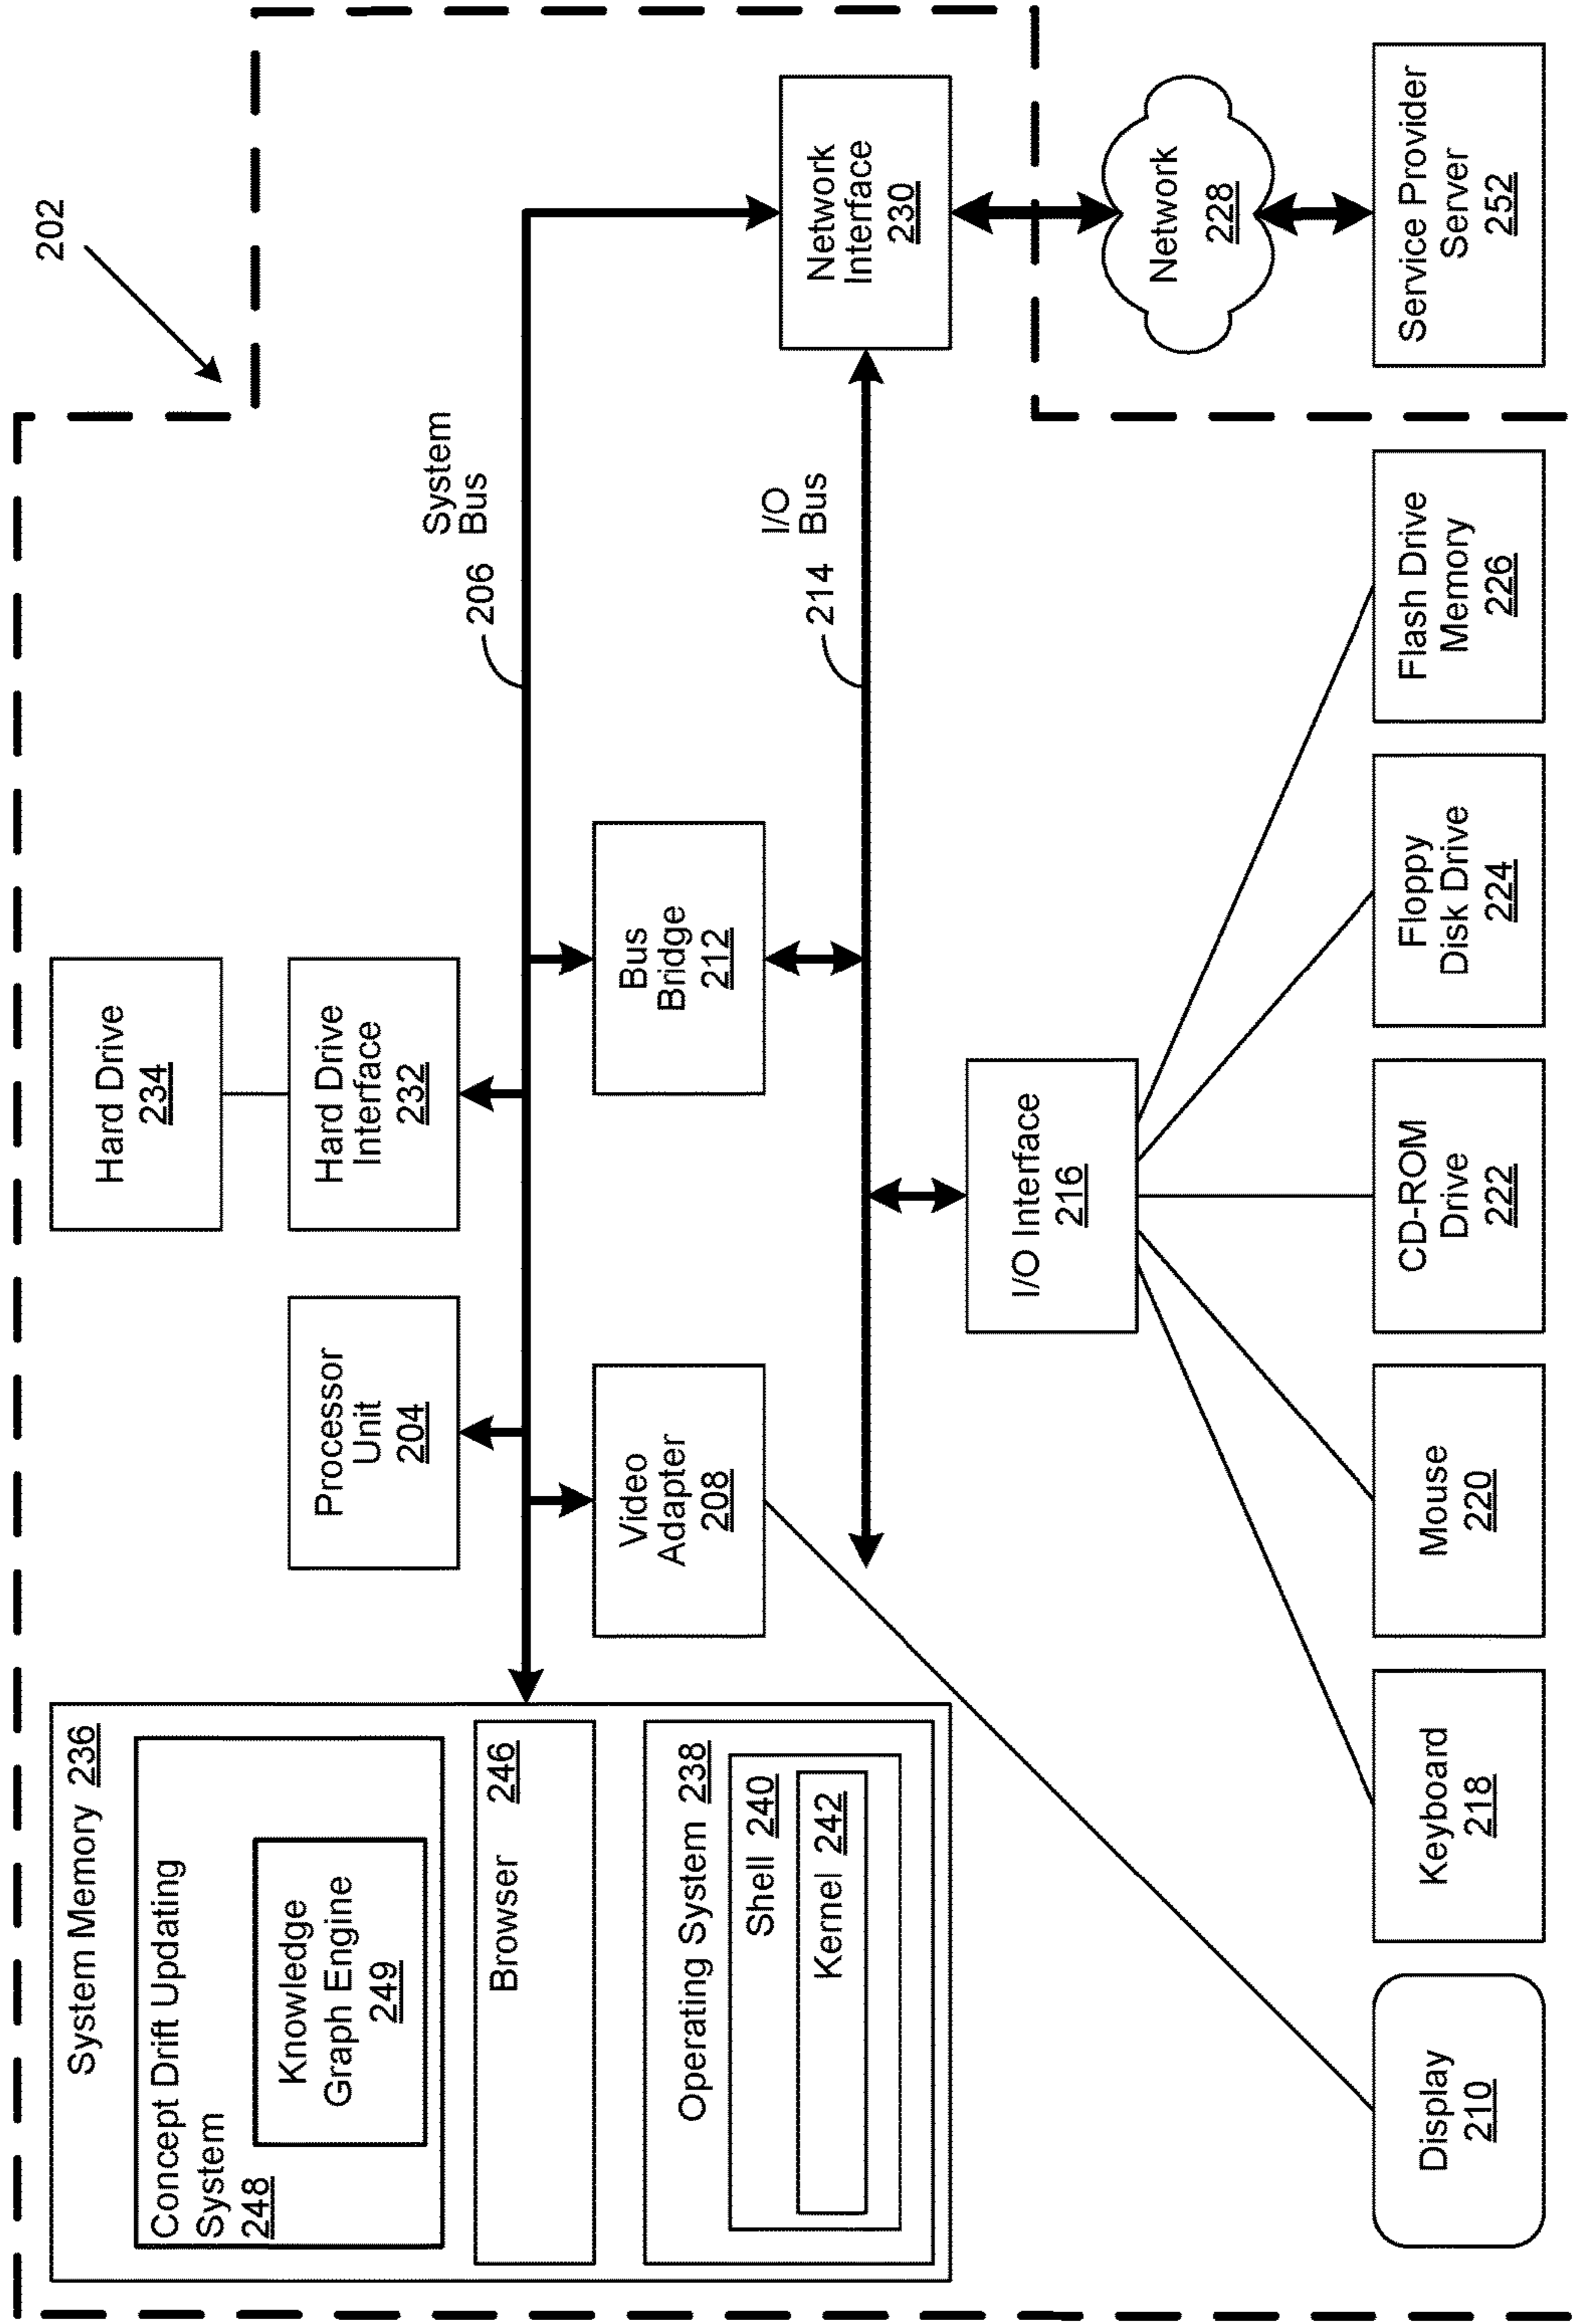 202
Hard Drive
234
System Memory 236
Processor
Unit
204
Hard Drive
Interface
232
Concept Drift Updating
System
248
Knowledge
Graph Engine
249
System
Bus
206
Browser 246
Video
Adapter
208
Bus
Bridge
212
Network
Interface
230
Operating System 238
Shell 240
Kernel 242
I/O
Bus
214
I/O Interface
216
Network
228
Display
210
Keyboard
218
Mouse
220
CD-ROM
Drive
222
Floppy
Disk Drive
224
Flash Drive
Memory
226
Service Provider
Server
252